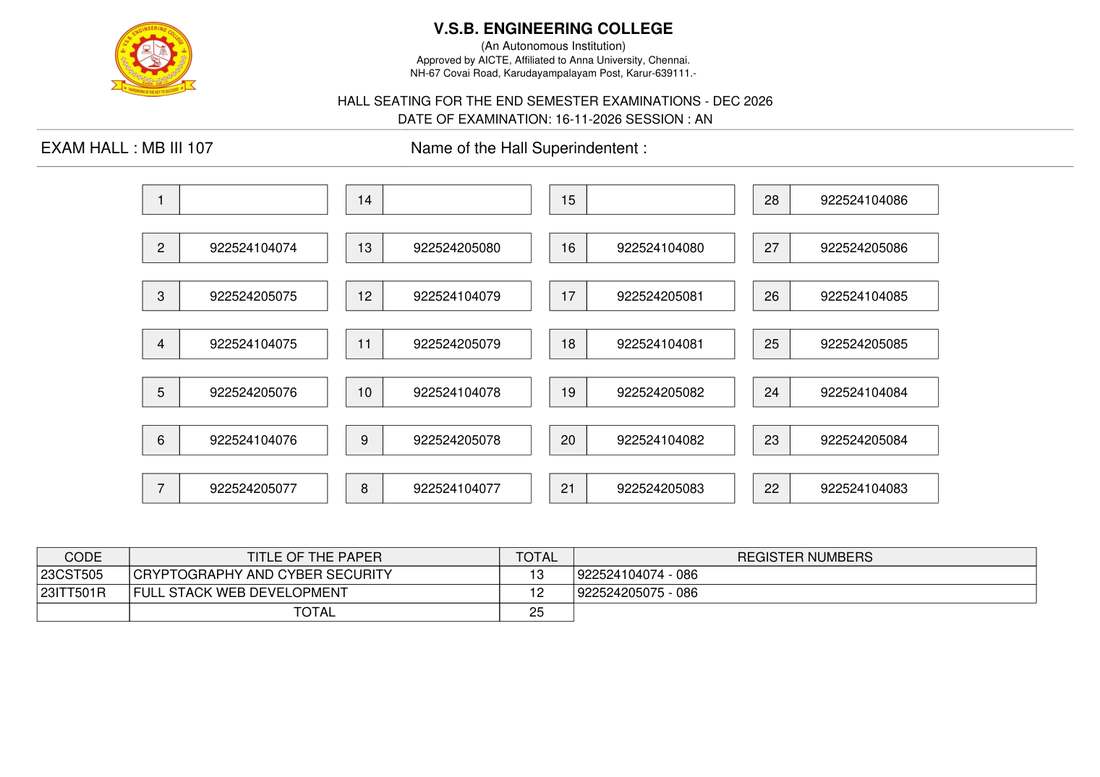 V.S.B. ENGINEERING COLLEGE
(An Autonomous Institution)
Approved by AICTE, Affiliated to Anna University, Chennai.
NH-67 Covai Road, Karudayampalayam Post, Karur-639111.-
HALL SEATING FOR THE END SEMESTER EXAMINATIONS - DEC 2026
DATE OF EXAMINATION: 16-11-2026 SESSION : AN
EXAM HALL : MB III 107 Name of the Hall Superindentent :
1 14 15 28 922524104086
2 922524104074 13 922524205080 16 922524104080 27 922524205086
3 922524205075 12 922524104079 17 922524205081 26 922524104085
4 922524104075 11 922524205079 18 922524104081 25 922524205085
5 922524205076 10 922524104078 19 922524205082 24 922524104084
6 922524104076 9 922524205078 20 922524104082 23 922524205084
7 922524205077 8 922524104077 21 922524205083 22 922524104083
CODE TITLE OF THE PAPER TOTAL REGISTER NUMBERS
23CST505 CRYPTOGRAPHY AND CYBER SECURITY 13 922524104074 - 086
23ITT501R FULL STACK WEB DEVELOPMENT 12 922524205075 - 086
TOTAL 25